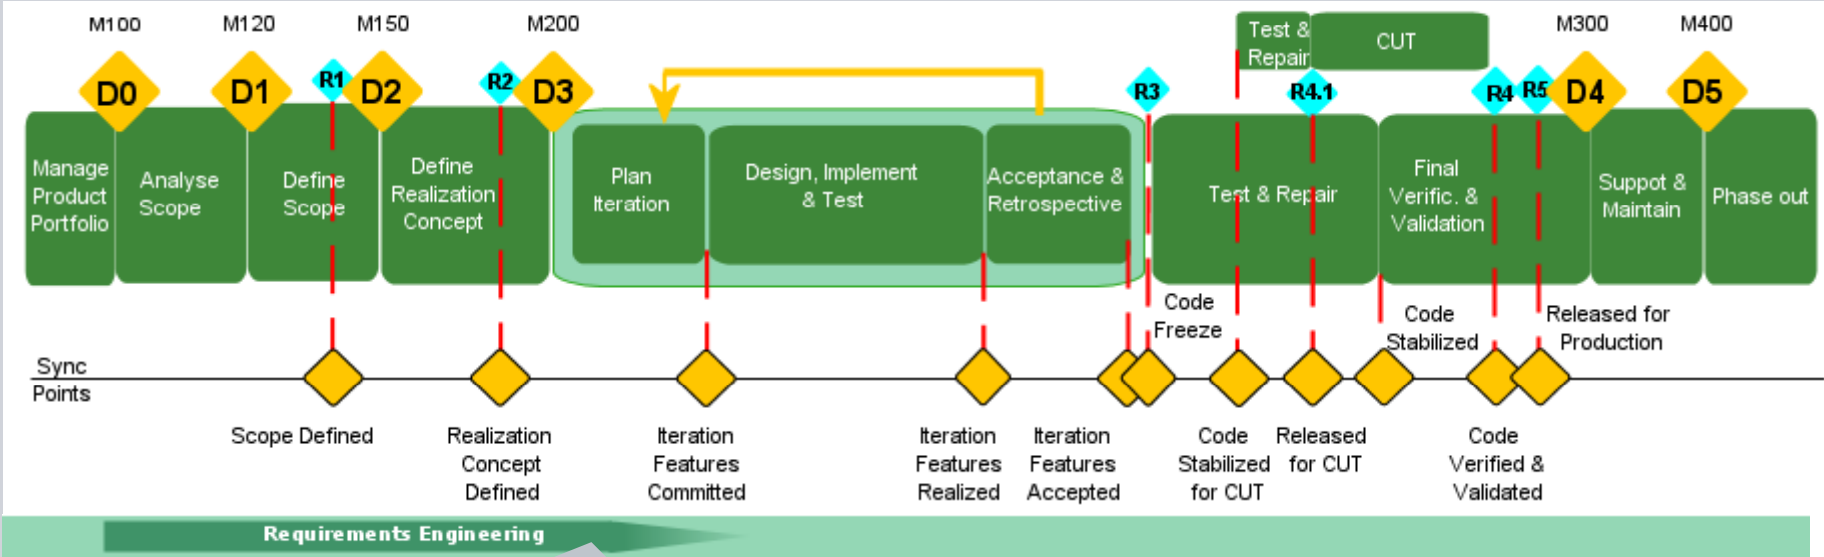 M100 M120 M150 M200 M300 M400
Test &
Repair
CUT
D0 D1 R1 D2 R2 D3 R3 R4.1 R4 R5 D4 D5
Manage
Product
Portfolio
Analyse
Scope
Define
Scope
Define
Realization
Concept
Plan
Iteration
Design, Implement
& Test
Acceptance &
Retrospective
Test & Repair
Final
Verific. &
Validation
Suppot &
Maintain
Phase out
Code
Freeze
Code
Stabilized
Released for
Production
Sync
Points
Scope Defined
Realization
Concept
Defined
Iteration
Features
Committed
Iteration
Features
Realized
Iteration
Features
Accepted
Code
Stabilized
for CUT
Released
for CUT
Code
Verified &
Validated
Requirements Engineering